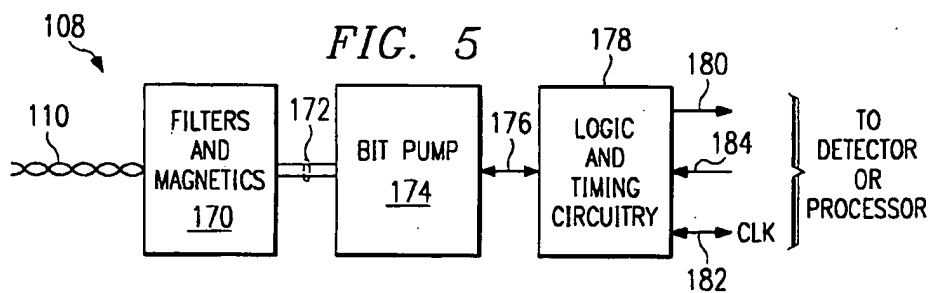 FIG. 5
108
110
FILTERS
AND
MAGNETICS
170
172
BIT PUMP
174
176
178
LOGIC
AND
TIMING
CIRCUITRY
180
184
CLK
182
TO
DETECTOR
OR
PROCESSOR